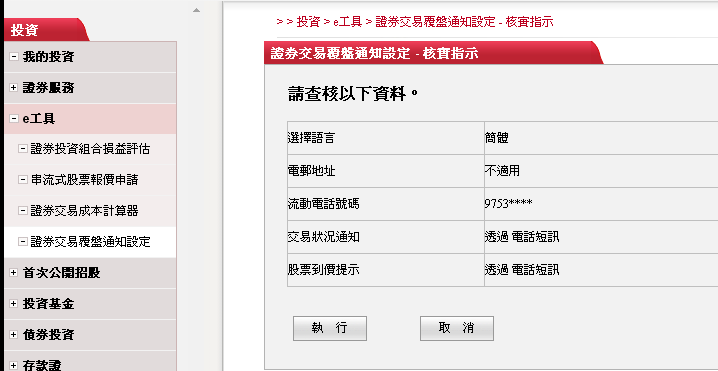 投資
我的投資
證券服務
e工具
證券投資組合損益評估
串流式股票報價申請
證券交易成本計算器
證券交易覆盤通知設定
首次公開招股
投資基金
債券投資
存款證
> > 投資 > e工具 > 證券交易覆盤通知設定 - 核實指示
證券交易覆盤通知設定 - 核實指示
請查核以下資料。
選擇語言 簡體
電郵地址 不適用
流動電話號碼 9753****
交易狀況通知 透過 電話短訊
股票到價提示 透過 電話短訊
執 行 取 消